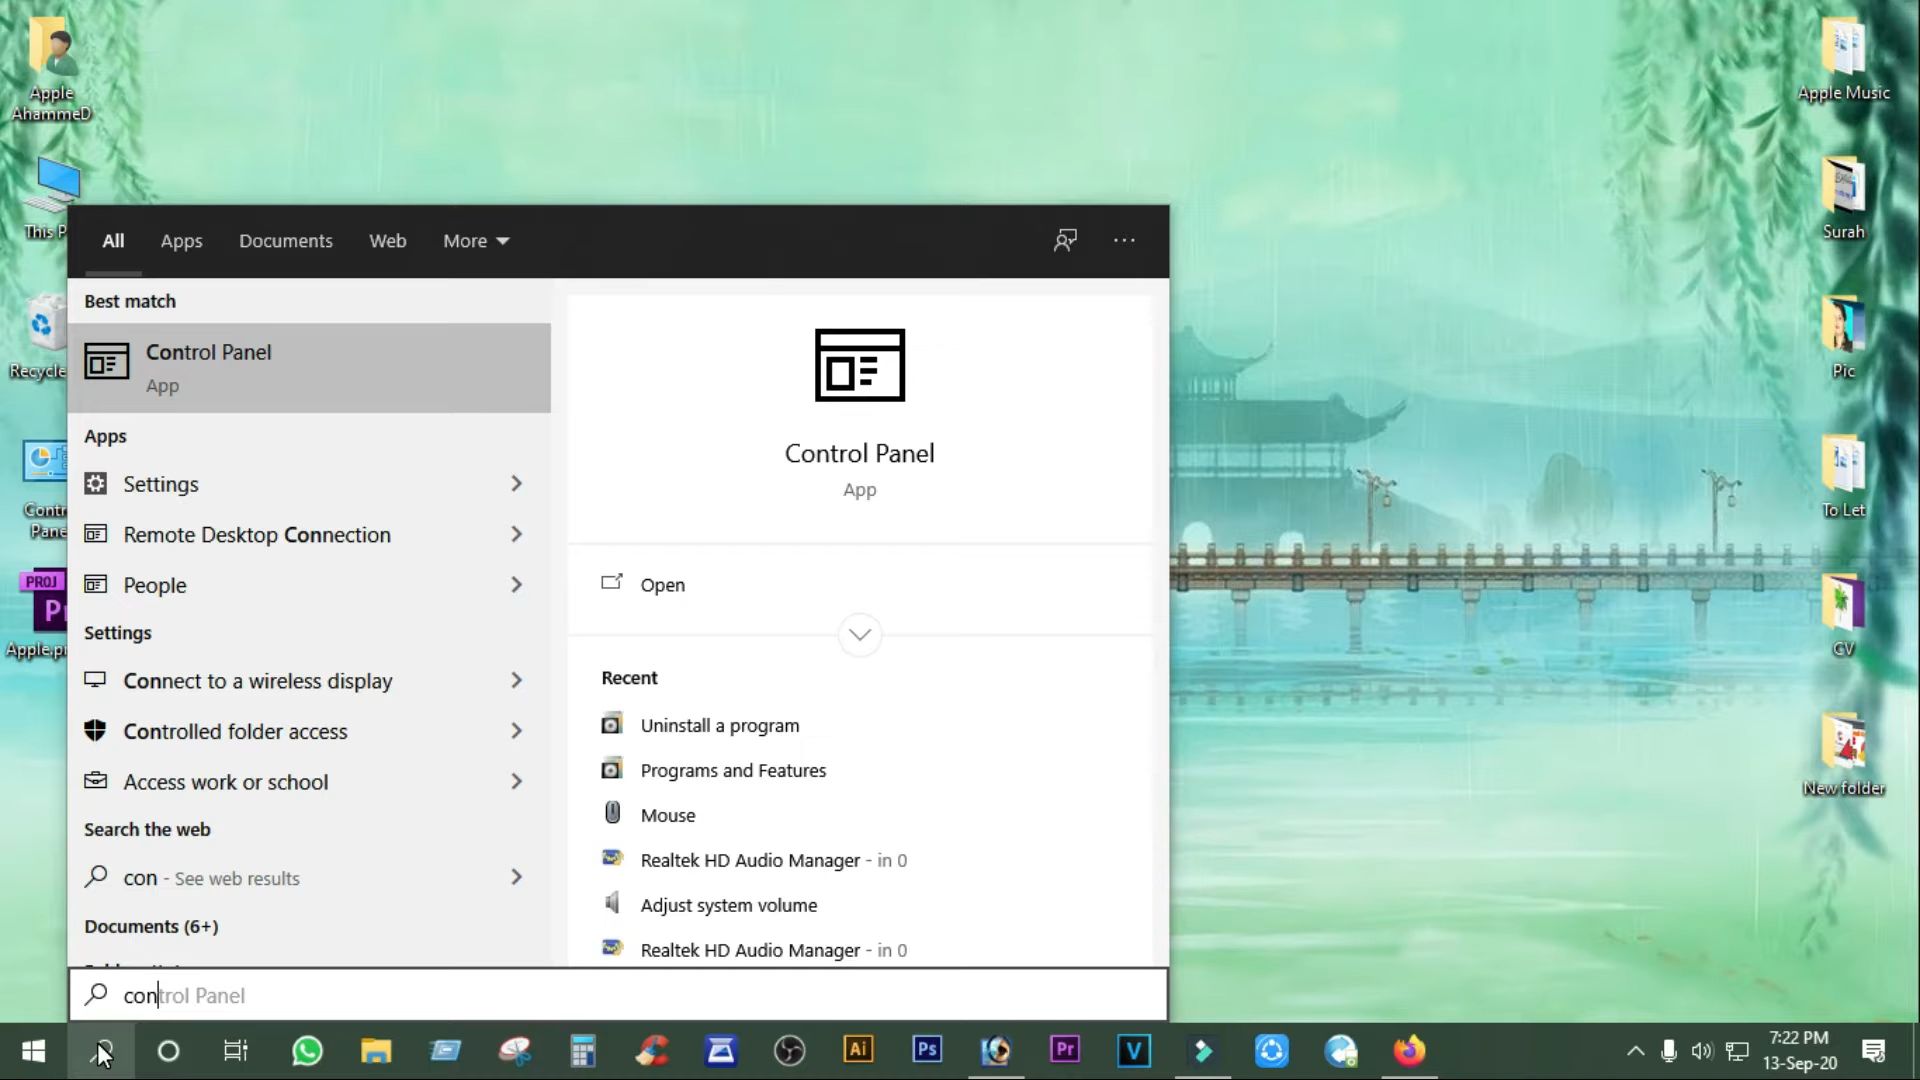 Apple
AhammeD
This P
Recycle
Contr
Pane
PROJ
Pr
Apple.pr
All
Apps
Documents
Web
More
Best match
Control Panel
App
Apps
Settings
Remote Desktop Connection
People
Settings
Connect to a wireless display
Controlled folder access
Access work or school
Search the web
con - See web results
Documents (6+)
Control Panel
App
Open
Recent
Uninstall a program
Programs and Features
Mouse
Realtek HD Audio Manager - in 0
Adjust system volume
Realtek HD Audio Manager - in 0
control Panel
Apple Music
Surah
Pic
To Let
CV
New folder
Ai
Ps
Pr
V
7:22 PM
13-Sep-20